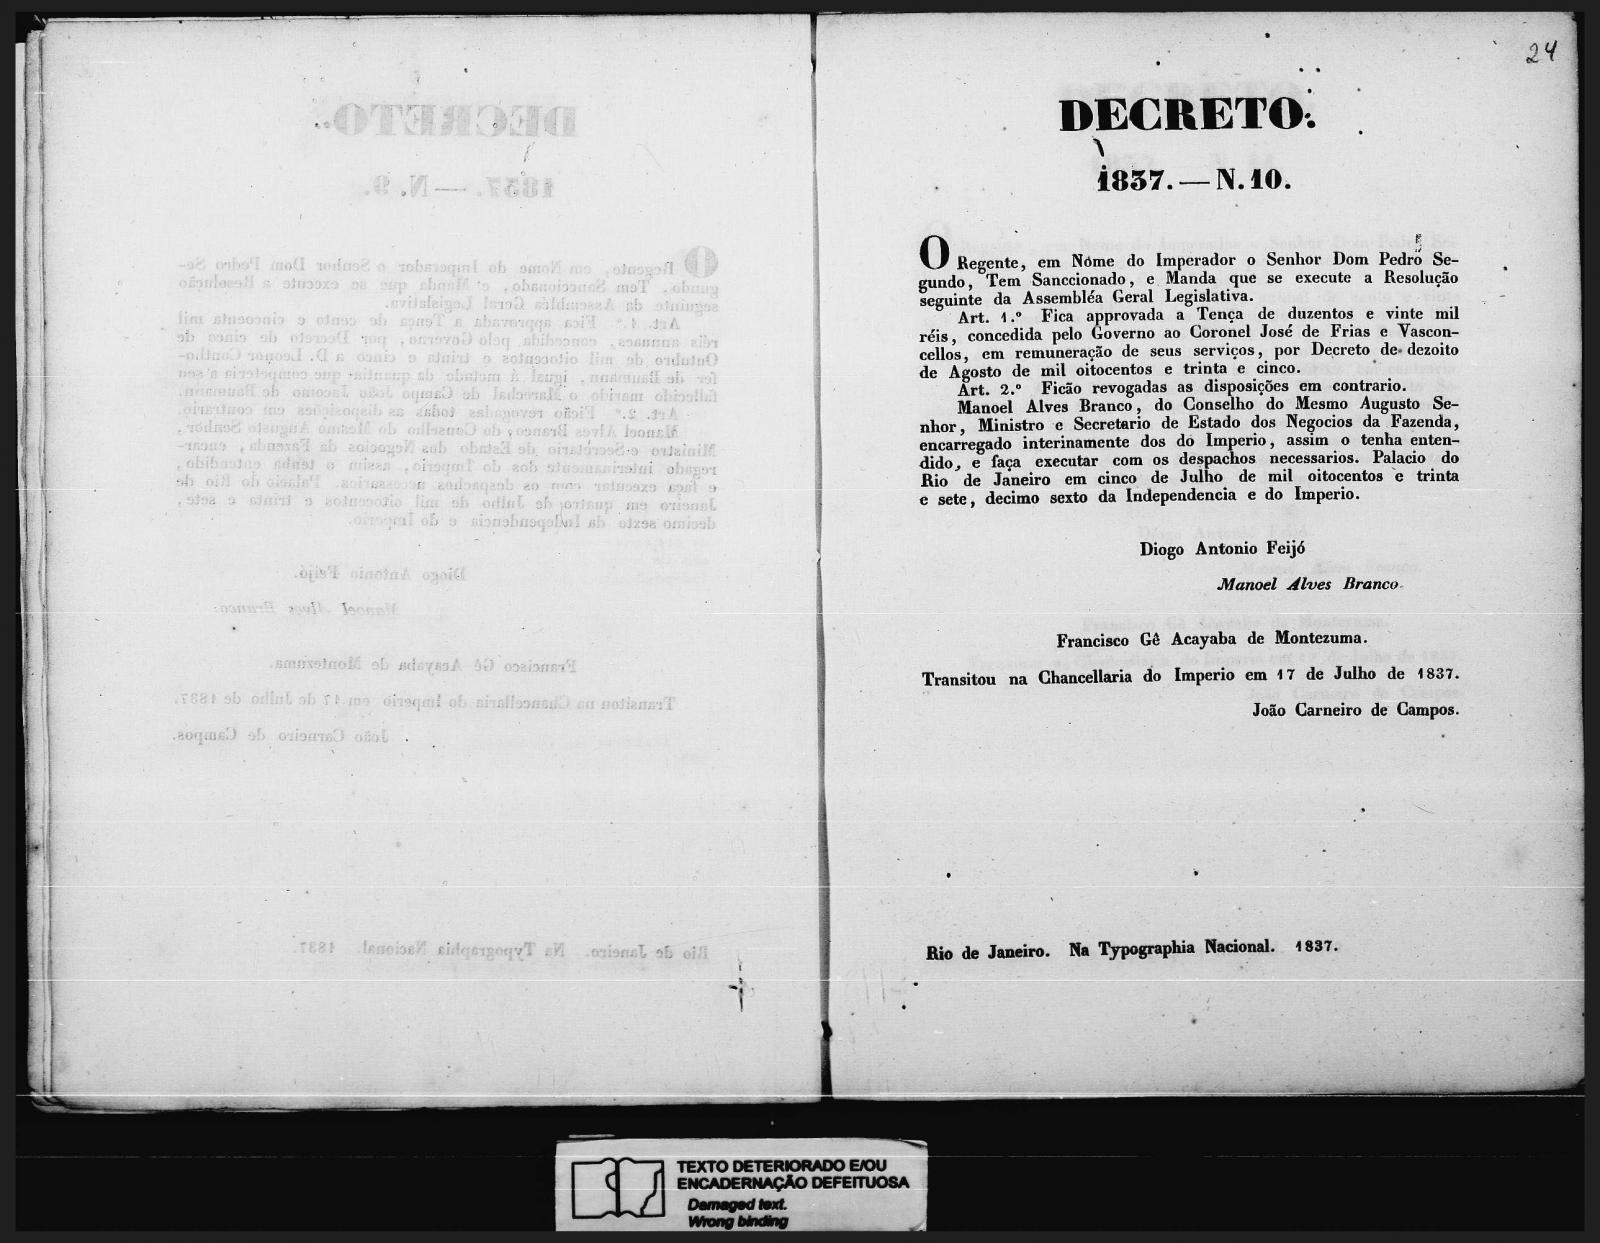 24
DECRETO.
1837. — N. 10.
O Regente, em Nome do Imperador o Senhor Dom Pedro Se-
gundo, Tem Sanccionado, e Manda que se execute a Resolução
seguinte da Assembléa Geral Legislativa.
Art. 1.º Fica approvada a Tença de duzentos e vinte mil
réis, concedida pelo Governo ao Coronel José de Frias e Vascon-
cellos, em remuneração de seus serviços, por Decreto de dezoito
de Agosto de mil oitocentos e trinta e cinco.
Art. 2.º Ficão revogadas as disposições em contrario.
Manoel Alves Branco, do Conselho do Mesmo Augusto Se-
nhor, Ministro e Secretario de Estado dos Negocios da Fazenda,
encarregado interinamente dos do Imperio, assim o tenha enten-
dido, e faça executar com os despachos necessarios. Palacio do
Rio de Janeiro em cinco de Julho de mil oitocentos e trinta
e sete, decimo sexto da Independencia e do Imperio.
Diogo Antonio Feijó
Manoel Alves Branco.
Francisco Gê Acayaba de Montezuma.
Transitou na Chancellaria do Imperio em 17 de Julho de 1837.
João Carneiro de Campos.
Rio de Janeiro. Na Typographia Nacional. 1837.
TEXTO DETERIORADO E/OU
ENCADERNAÇÃO DEFEITUOSA
Damaged text.
Wrong binding